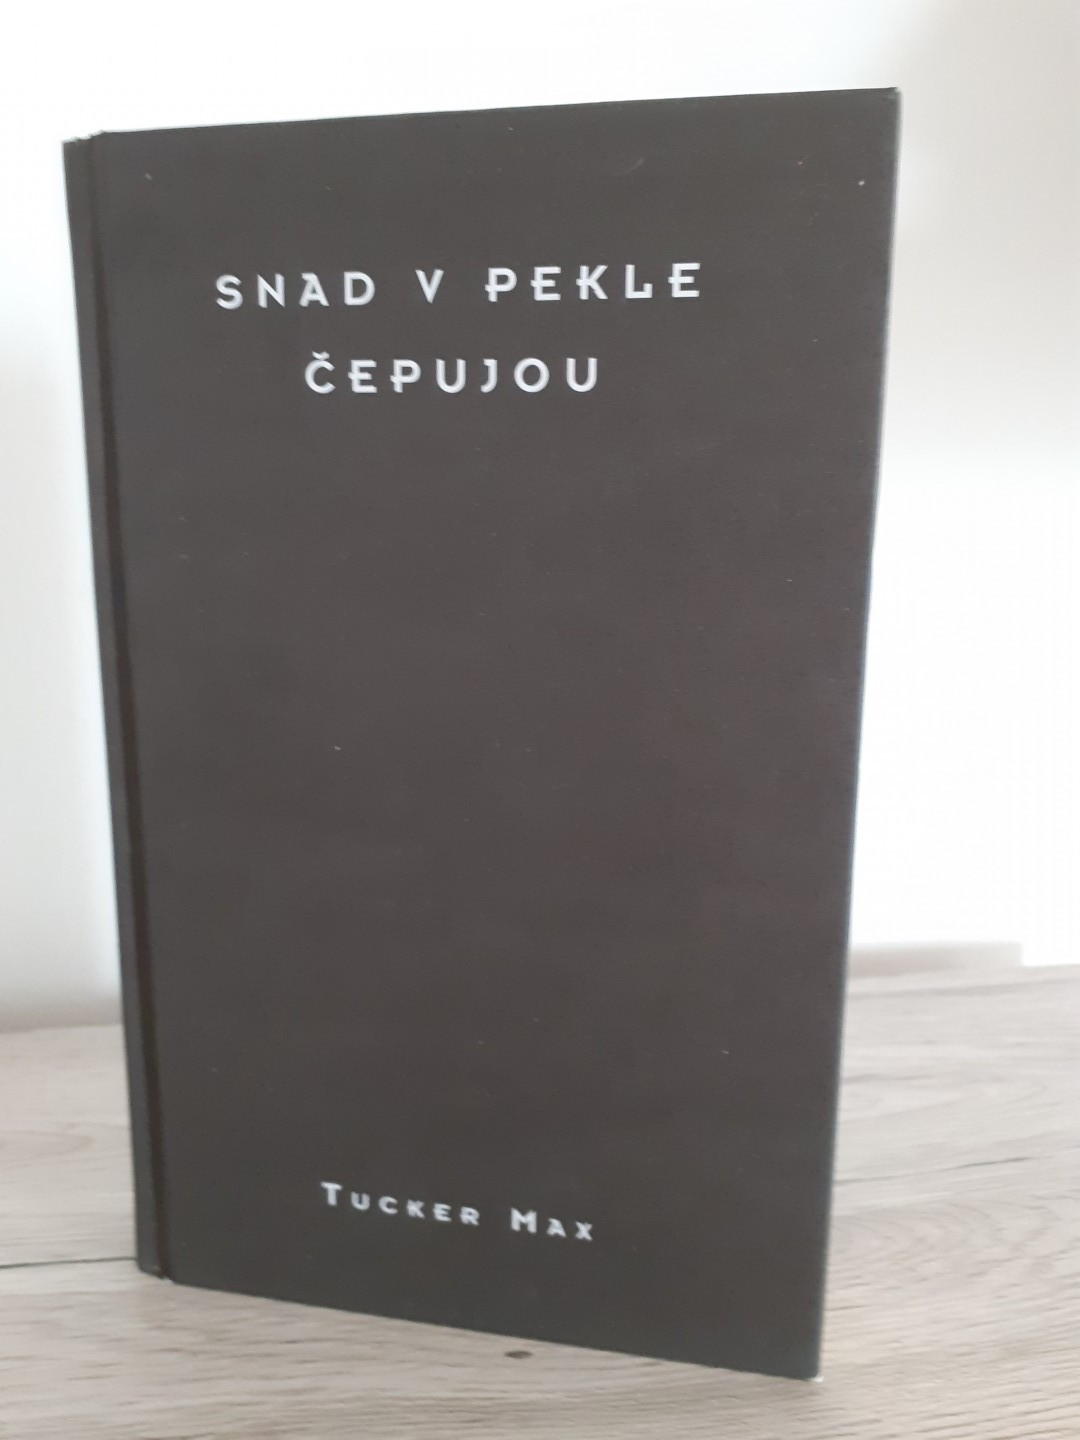 SNAD V PEKLE
ČEPUJOU
TUCKER MAX